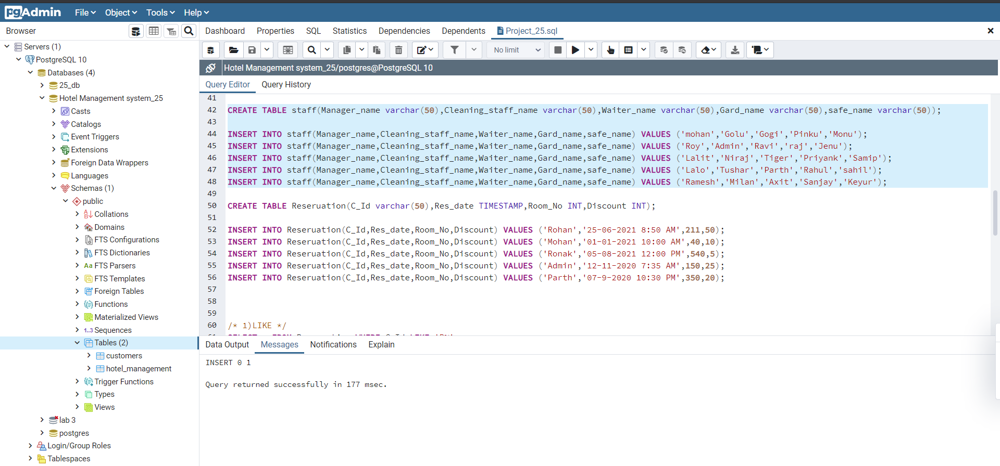 pgAdmin File Object Tools Help
Browser
Dashboard Properties SQL Statistics Dependencies Dependents Project_25.sql
No limit
Hotel Management system_25/postgres@PostgreSQL 10
Query Editor Query History
Servers (1)
PostgreSQL 10
Databases (4)
25_db
Hotel Management system_25
Casts
Catalogs
Event Triggers
Extensions
Foreign Data Wrappers
Languages
Schemas (1)
public
Collations
Domains
FTS Configurations
FTS Dictionaries
Aa FTS Parsers
FTS Templates
Foreign Tables
Functions
Materialized Views
1..3 Sequences
Tables (2)
customers
hotel_management
Trigger Functions
Types
Views
lab 3
postgres
Login/Group Roles
Tablespaces
41
42 CREATE TABLE staff(Manager_name varchar(50),Cleaning_staff_name varchar(50),Waiter_name varchar(50),Gard_name varchar(50),safe_name varchar(50));
43
44 INSERT INTO staff(Manager_name,Cleaning_staff_name,Waiter_name,Gard_name,safe_name) VALUES ('mohan','Golu','Gogi','Pinku','Monu');
45 INSERT INTO staff(Manager_name,Cleaning_staff_name,Waiter_name,Gard_name,safe_name) VALUES ('Roy','Admin','Ravi','raj','Jenu');
46 INSERT INTO staff(Manager_name,Cleaning_staff_name,Waiter_name,Gard_name,safe_name) VALUES ('Lalit','Niraj','Tiger','Priyank','Samip');
47 INSERT INTO staff(Manager_name,Cleaning_staff_name,Waiter_name,Gard_name,safe_name) VALUES ('Lalo','Tushar','Parth','Rahul','sahil');
48 INSERT INTO staff(Manager_name,Cleaning_staff_name,Waiter_name,Gard_name,safe_name) VALUES ('Ramesh','Milan','Axit','Sanjay','Keyur');
49
50 CREATE TABLE Reseruation(C_Id varchar(50),Res_date TIMESTAMP,Room_No INT,Discount INT);
51
52 INSERT INTO Reseruation(C_Id,Res_date,Room_No,Discount) VALUES ('Rohan','25-06-2021 8:50 AM',211,50);
53 INSERT INTO Reseruation(C_Id,Res_date,Room_No,Discount) VALUES ('Mohan','01-01-2021 10:00 AM',40,10);
54 INSERT INTO Reseruation(C_Id,Res_date,Room_No,Discount) VALUES ('Ronak','05-08-2021 12:00 PM',540,5);
55 INSERT INTO Reseruation(C_Id,Res_date,Room_No,Discount) VALUES ('Admin','12-11-2020 7:35 AM',150,25);
56 INSERT INTO Reseruation(C_Id,Res_date,Room_No,Discount) VALUES ('Parth','07-9-2020 10:30 PM',350,20);
57
58
59
60 /* 1)LIKE */
Data Output Messages Notifications Explain
INSERT 0 1
Query returned successfully in 177 msec.